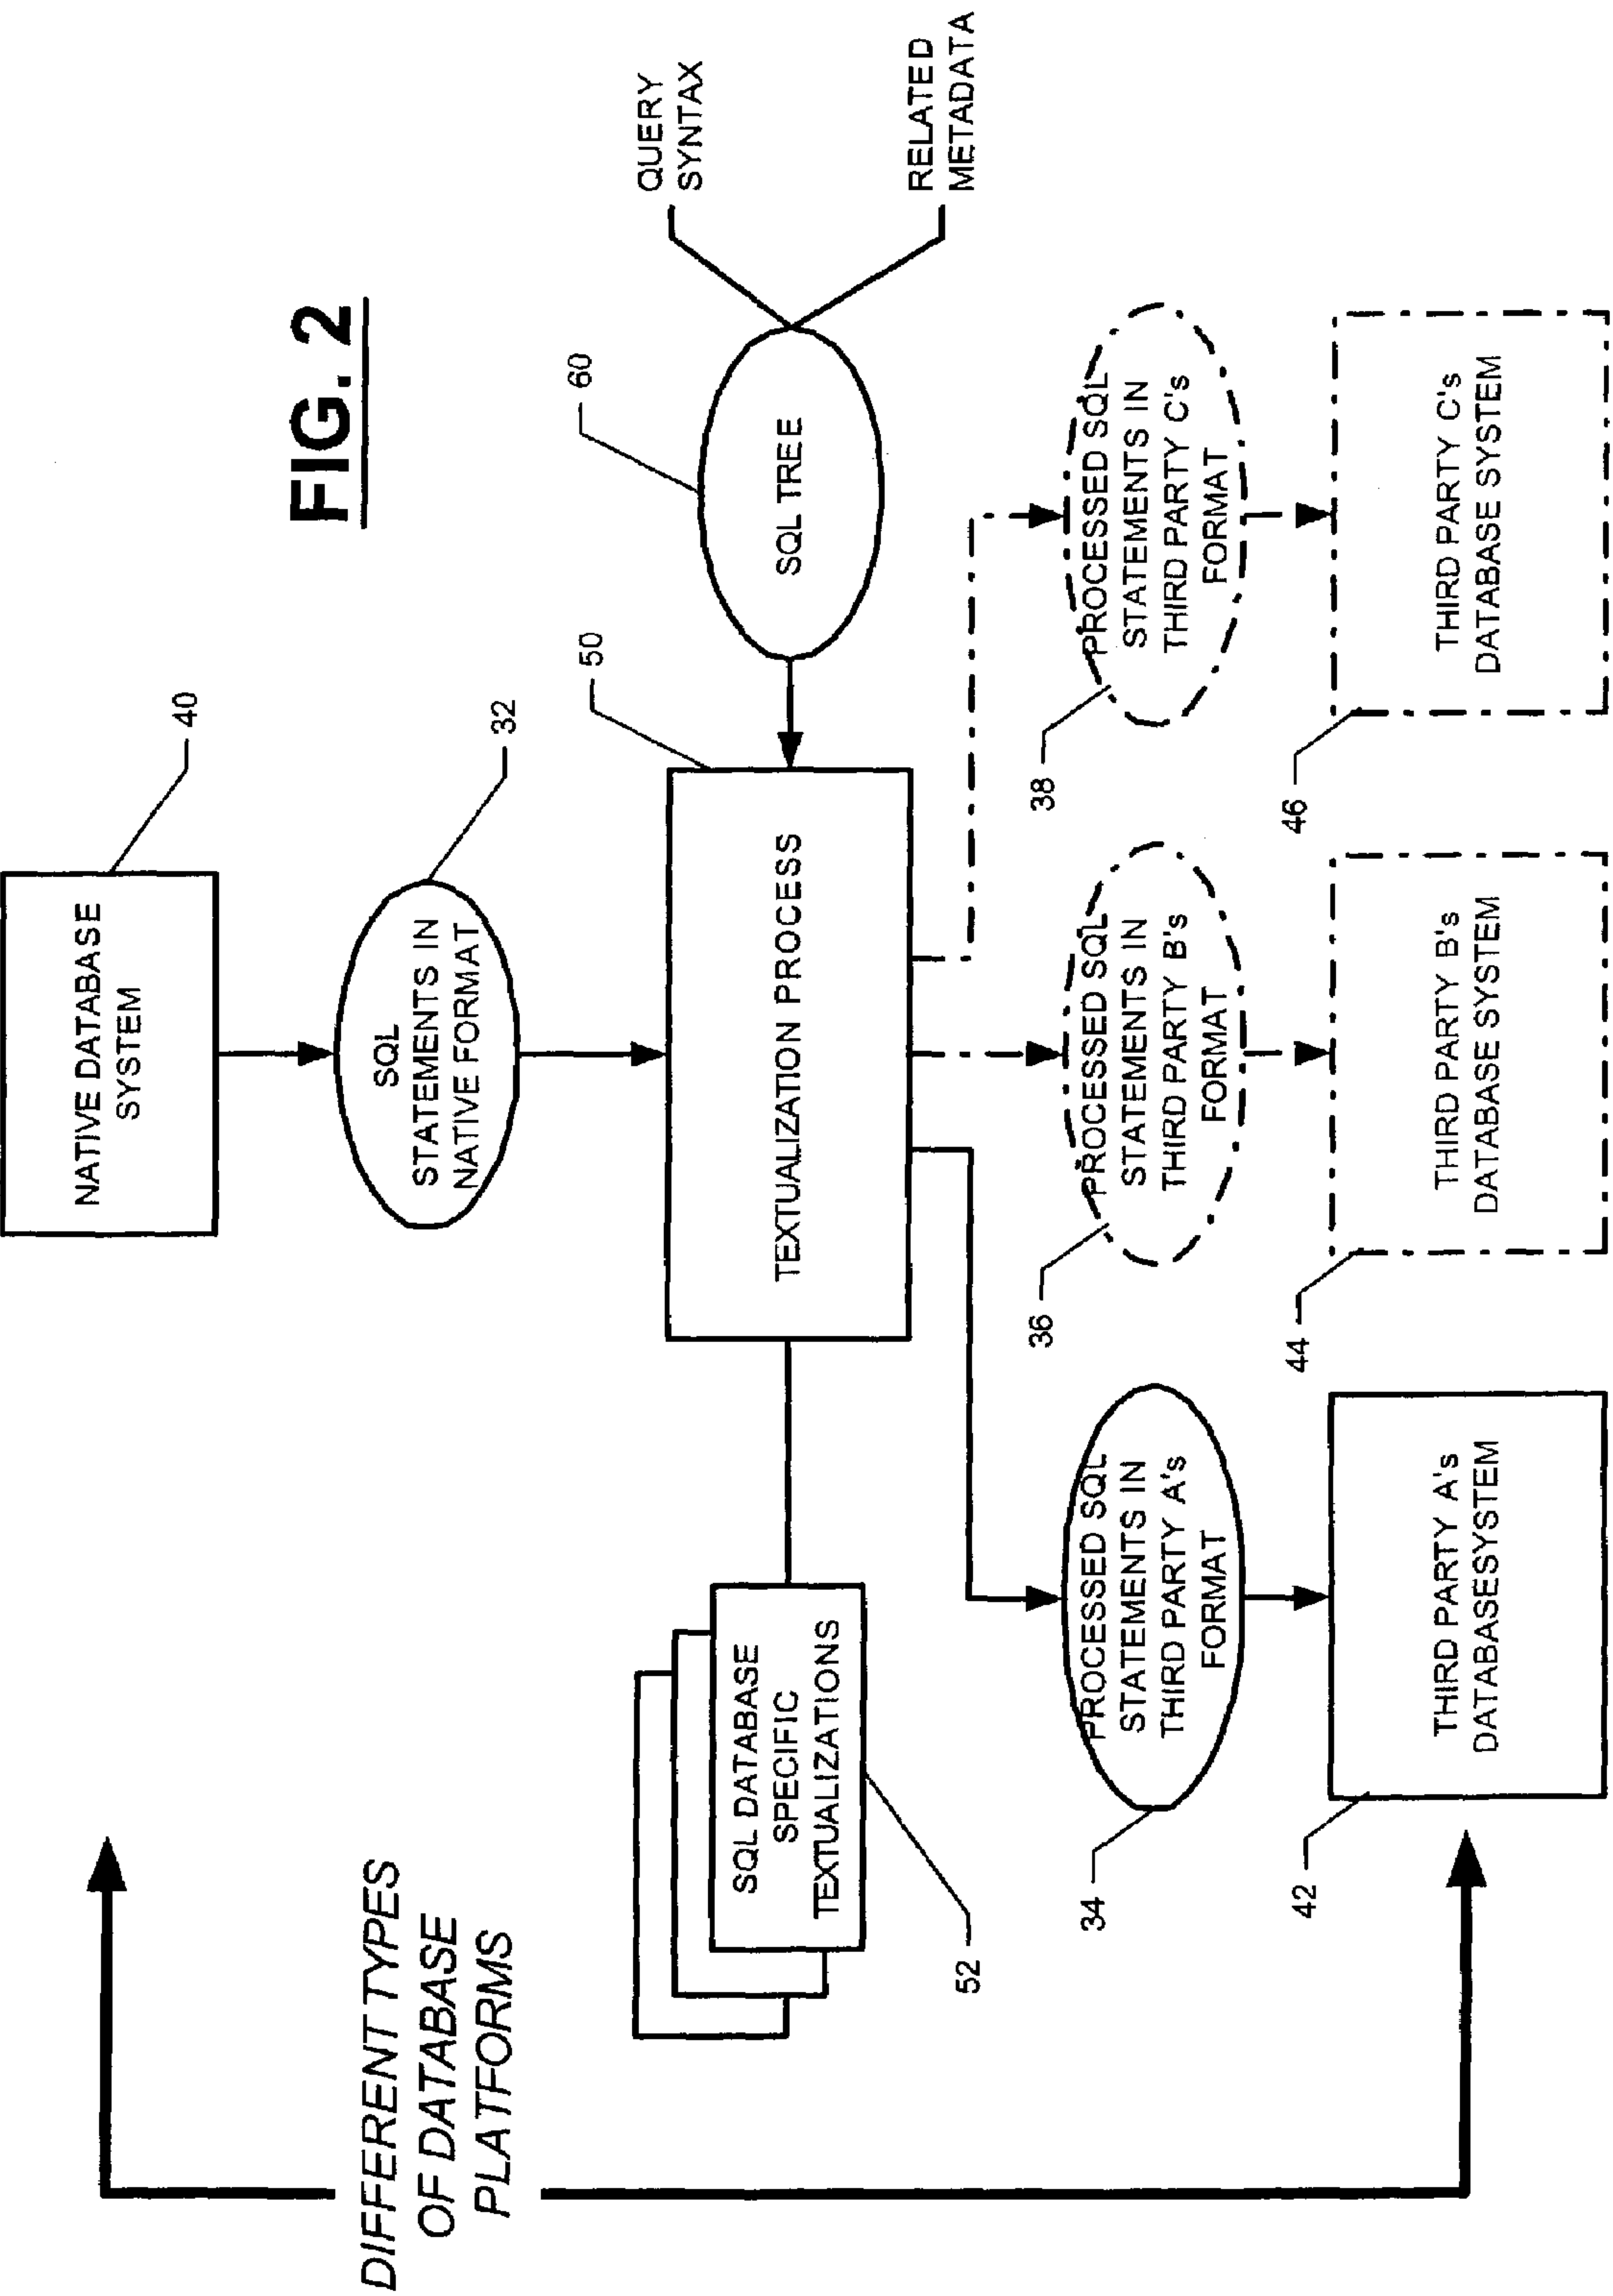 FIG. 2
NATIVE DATABASE
SYSTEM
40
SQL
STATEMENTS IN
NATIVE FORMAT
32
DIFFERENT TYPES
OF DATABASE
PLATFORMS
SQL DATABASE
SPECIFIC
TEXTUALIZATIONS
52
TEXTUALIZATION PROCESS
50
SQL TREE
60
QUERY
SYNTAX
RELATED
METADATA
PROCESSED SQL
STATEMENTS IN
THIRD PARTY A's
FORMAT
34
PROCESSED SQL
STATEMENTS IN
THIRD PARTY B's
FORMAT
36
PROCESSED SQL
STATEMENTS IN
THIRD PARTY C's
FORMAT
38
THIRD PARTY A's
DATABASESYSTEM
42
THIRD PARTY B's
DATABASE SYSTEM
44
THIRD PARTY C's
DATABASE SYSTEM
46